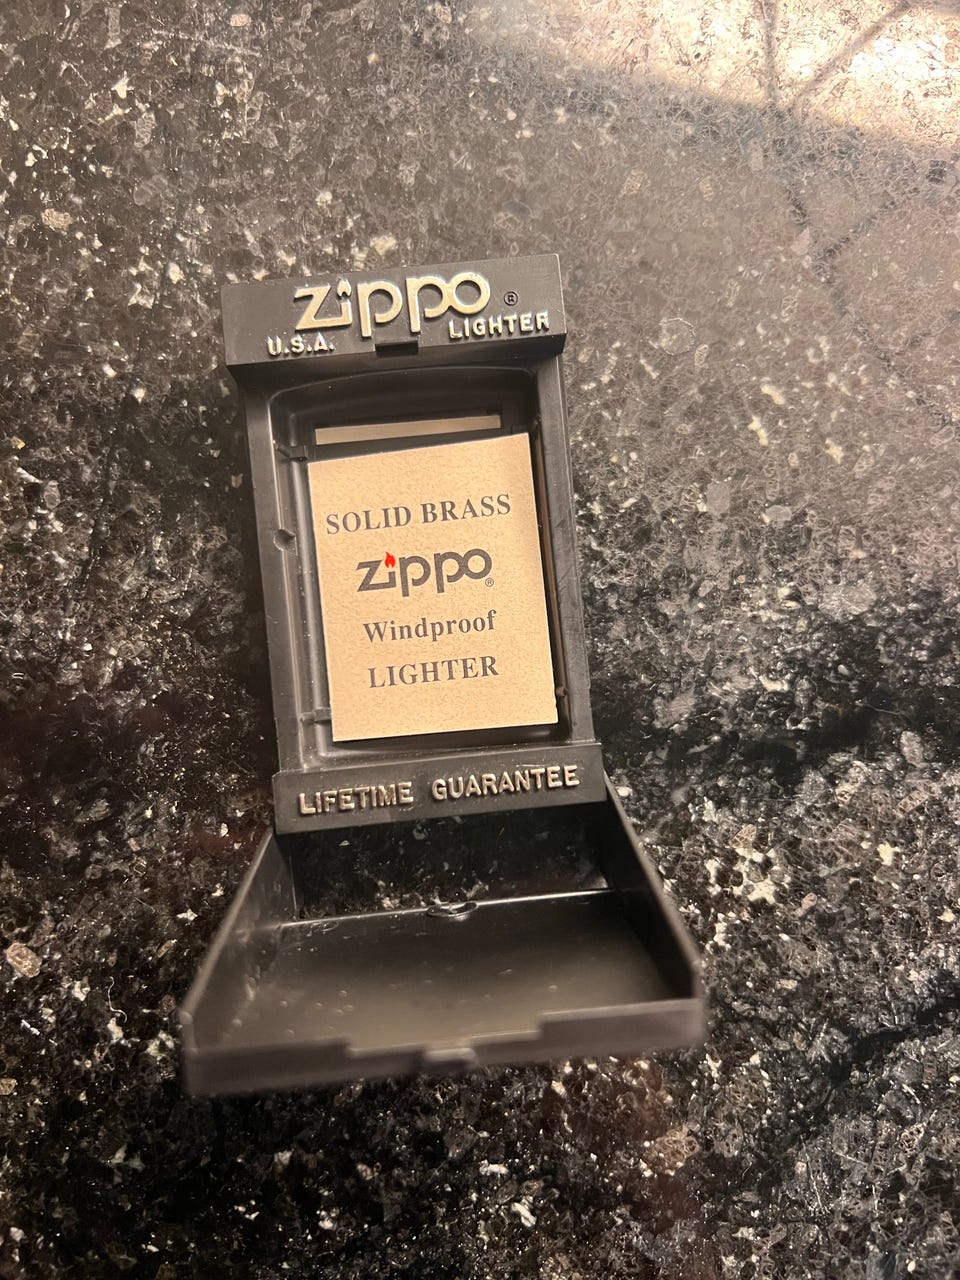 zippo ®
U.S.A. LIGHTER
SOLID BRASS
zippo ®
Windproof
LIGHTER
LIFETIME GUARANTEE